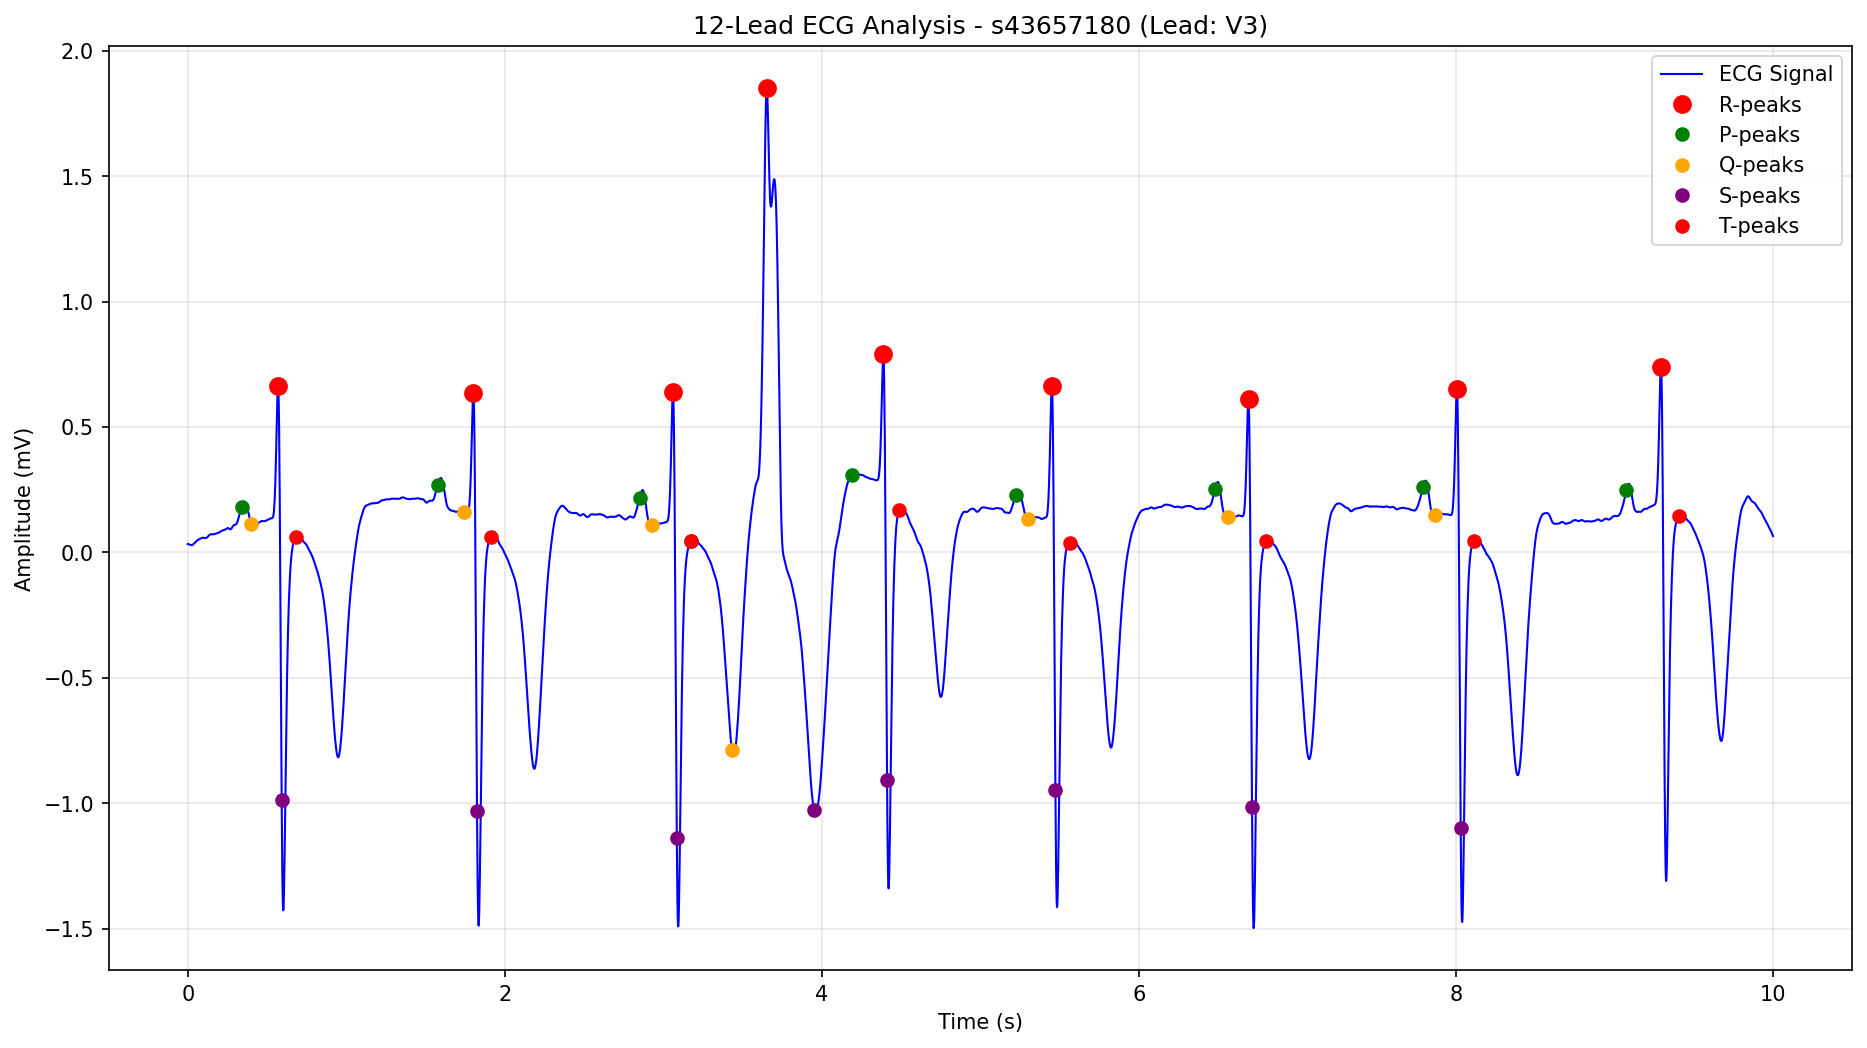 12-Lead ECG Analysis - s43657180 (Lead: V3)
ECG Signal
R-peaks
P-peaks
Q-peaks
S-peaks
T-peaks
Amplitude (mV)
2.0
1.5
1.0
0.5
0.0
−0.5
−1.0
−1.5
0 2 4 6 8 10
Time (s)